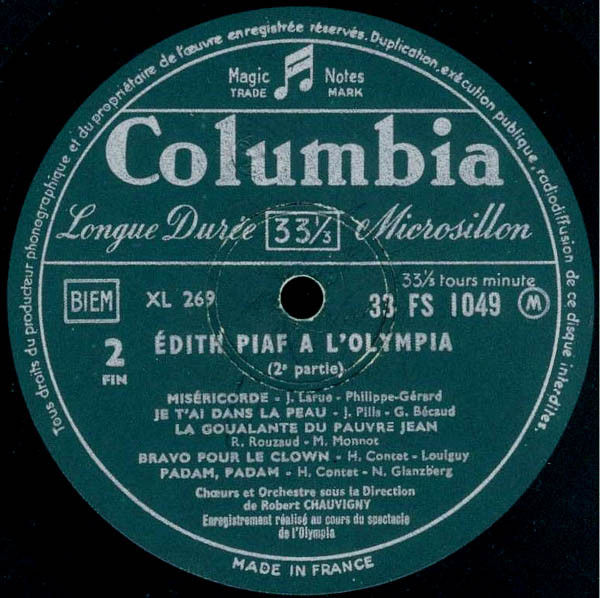 Tous droits du producteur phonographique et du propriétaire de l'œuvre enregistrée réservés. Duplication, exécution publique, radiodiffusion de ce disque interdites.
Magic Notes
TRADE MARK
Columbia
Longue Durée 33⅓ Microsillon
33⅓ tours minute
BIEM XL 269 33 FS 1049 M
2
FIN
ÉDITH PIAF A L'OLYMPIA
(2e partie)
MISÉRICORDE - J. Larue - Philippe-Gérard
JE T'AI DANS LA PEAU - J. Pills - G. Bécaud
LA GOUALANTE DU PAUVRE JEAN
R. Rouzaud - M. Monnot
BRAVO POUR LE CLOWN - H. Contet - Louiguy
PADAM, PADAM - H. Contet - N. Glanzberg
Chœurs et Orchestre sous la Direction
de Robert CHAUVIGNY
Enregistrement réalisé au cours du spectacle
de l'Olympia
MADE IN FRANCE